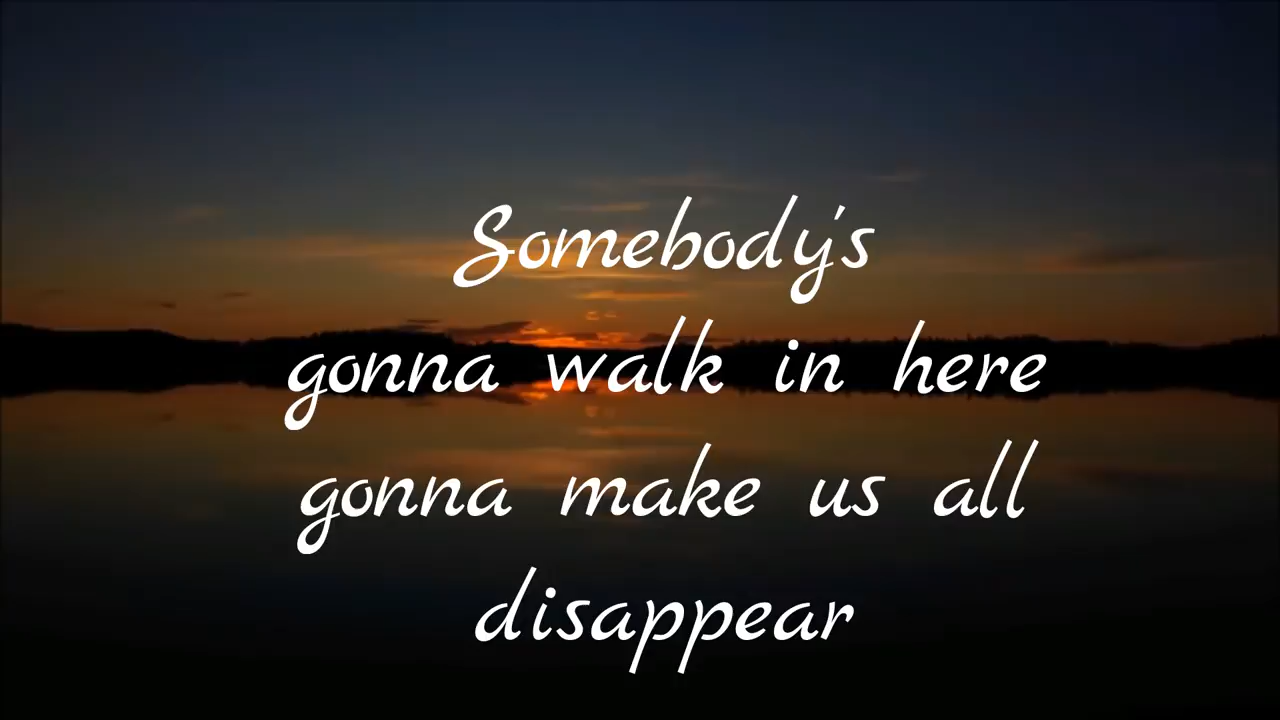 Somebody's
gonna walk in here
gonna make us all
disappear